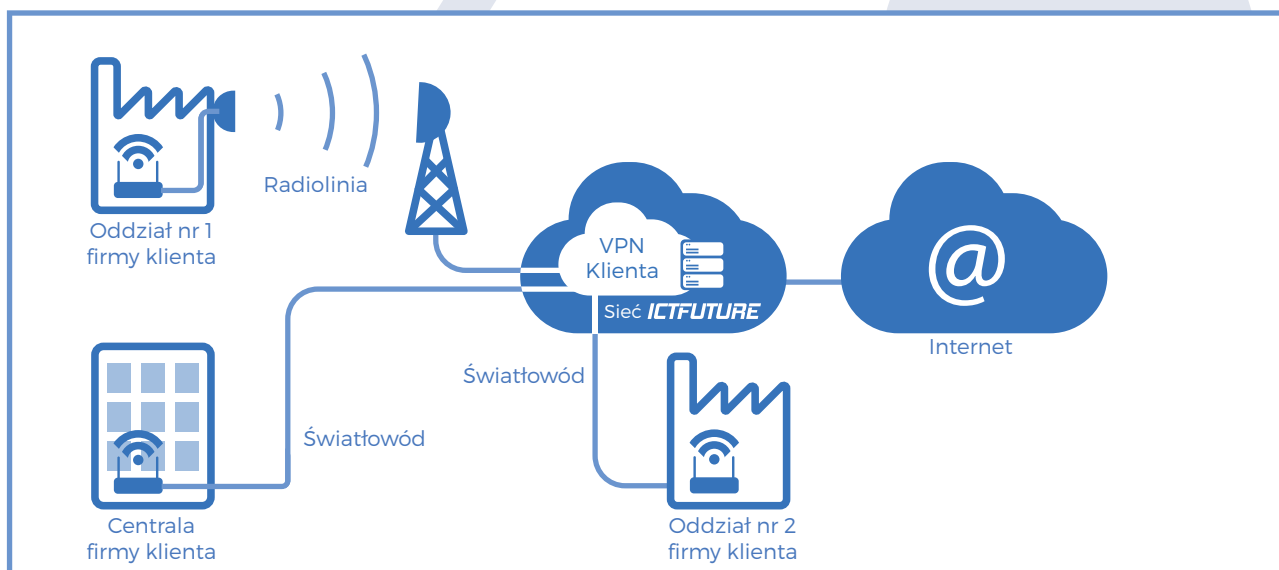 Radiolinia
Oddział nr 1
firmy klienta
VPN
Klienta
Sieć ICTFUTURE
@
Internet
Światłowód
Światłowód
Centrala
firmy klienta
Oddział nr 2
firmy klienta